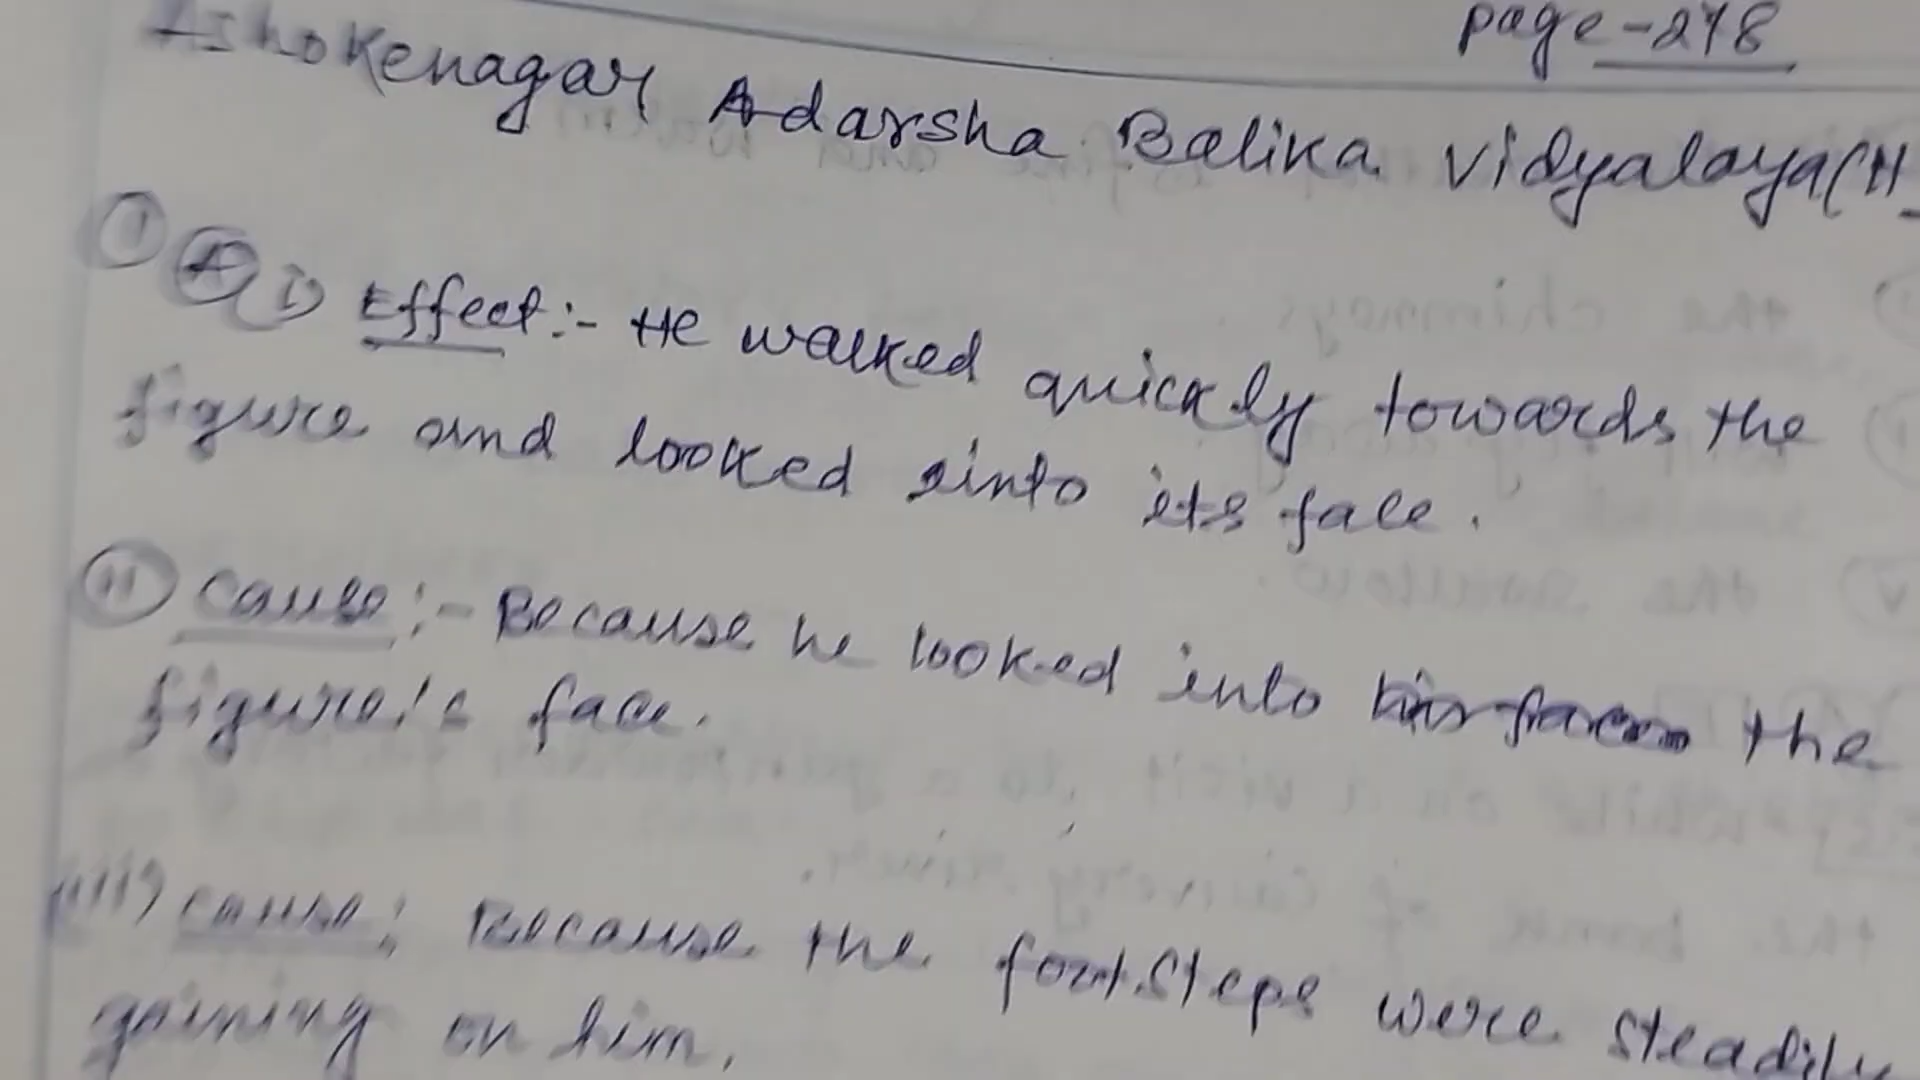 page-278
Ashokenagar Adarsha Balika Vidyalaya(H
① Ⓐ i) Effect:- He walked quickly towards the
figure and looked into its face.
ii) Cause:- Because he looked into the
figure's face.
iii) cause: Because the footsteps were steadily
gaining on him.